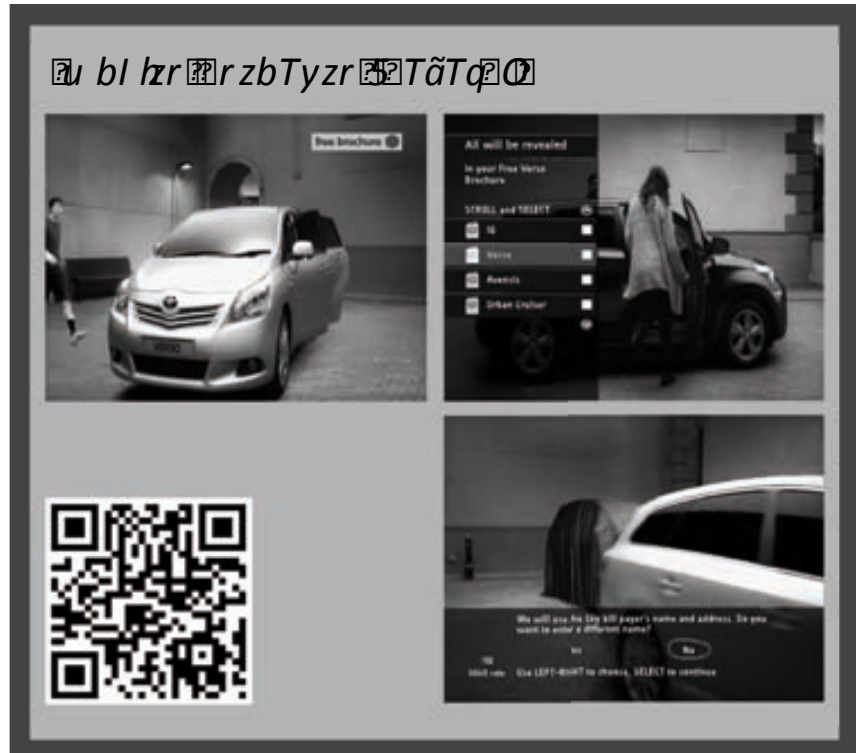 free brochure
All will be revealed
In your Free Verso
Brochure
SCROLL and SELECT
iQ
Verso
Avensis
Urban Cruiser
We will use the Sky bill payer's name and address. Do you
want to enter a different name?
Yes
No
Use LEFT-RIGHT to choose, SELECT to continue